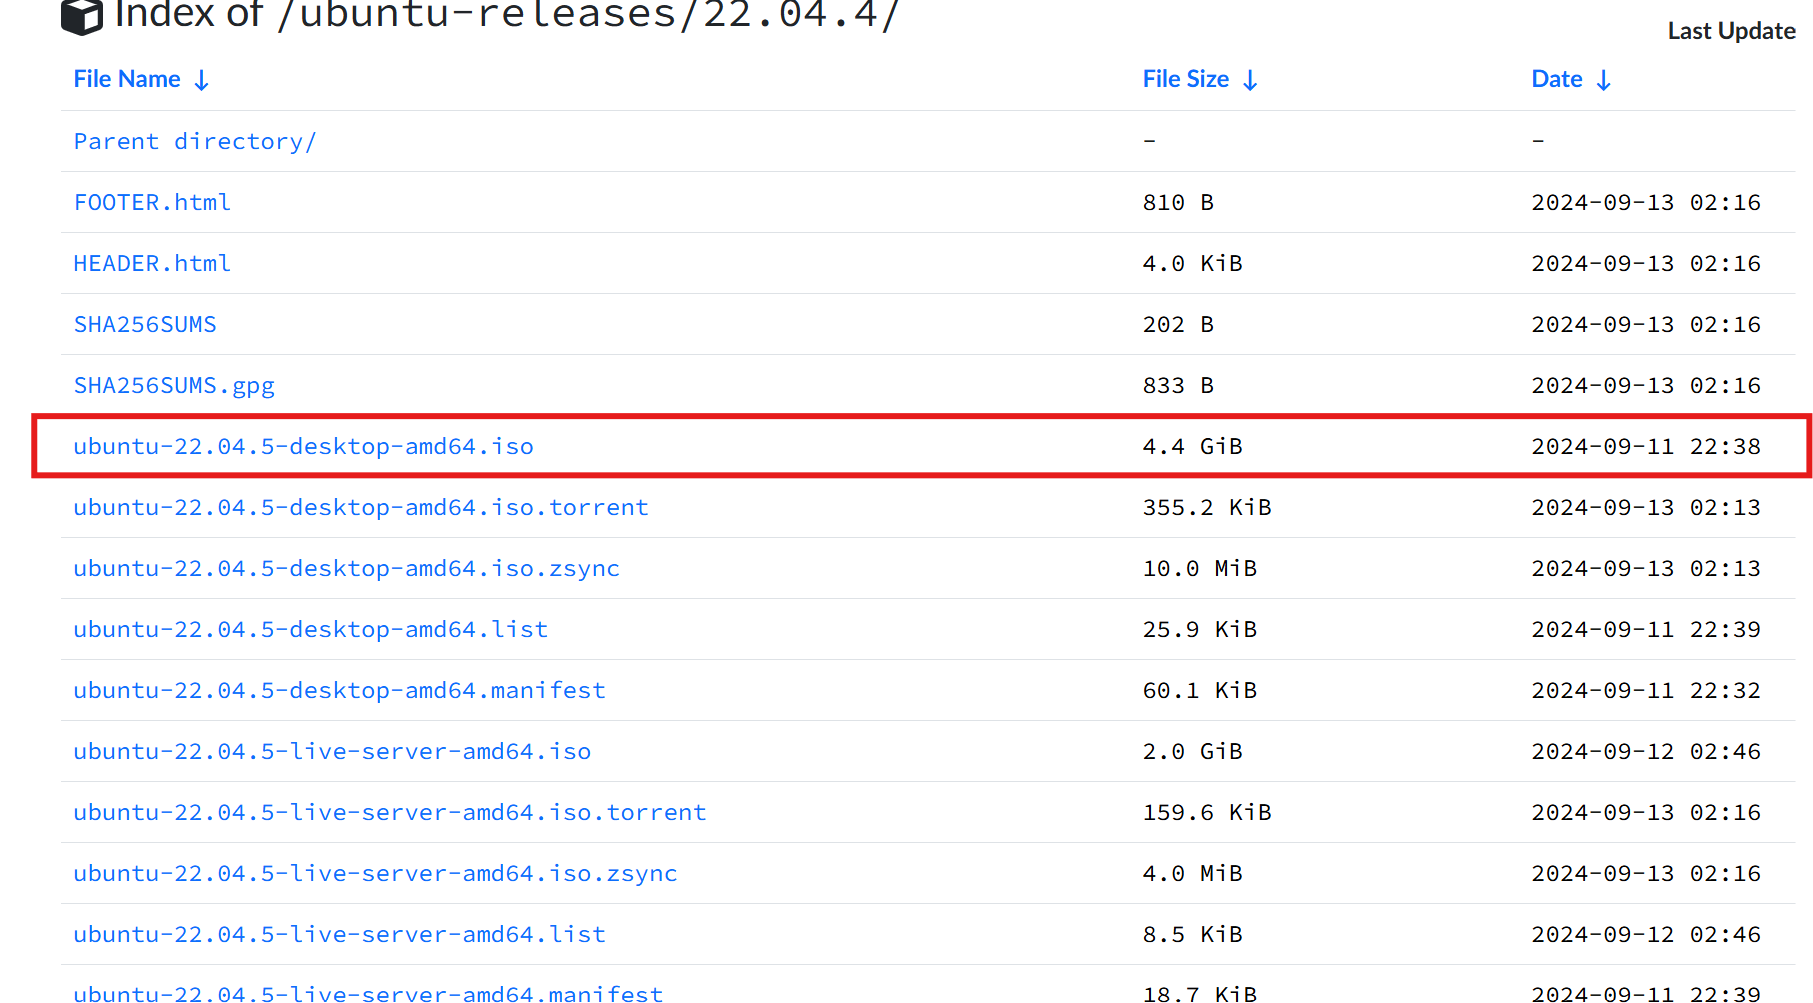 Index of /ubuntu-releases/22.04.4/
Last Update
File Name ↓ File Size ↓ Date ↓
Parent directory/ - -
FOOTER.html 810 B 2024-09-13 02:16
HEADER.html 4.0 KiB 2024-09-13 02:16
SHA256SUMS 202 B 2024-09-13 02:16
SHA256SUMS.gpg 833 B 2024-09-13 02:16
ubuntu-22.04.5-desktop-amd64.iso 4.4 GiB 2024-09-11 22:38
ubuntu-22.04.5-desktop-amd64.iso.torrent 355.2 KiB 2024-09-13 02:13
ubuntu-22.04.5-desktop-amd64.iso.zsync 10.0 MiB 2024-09-13 02:13
ubuntu-22.04.5-desktop-amd64.list 25.9 KiB 2024-09-11 22:39
ubuntu-22.04.5-desktop-amd64.manifest 60.1 KiB 2024-09-11 22:32
ubuntu-22.04.5-live-server-amd64.iso 2.0 GiB 2024-09-12 02:46
ubuntu-22.04.5-live-server-amd64.iso.torrent 159.6 KiB 2024-09-13 02:16
ubuntu-22.04.5-live-server-amd64.iso.zsync 4.0 MiB 2024-09-13 02:16
ubuntu-22.04.5-live-server-amd64.list 8.5 KiB 2024-09-12 02:46
ubuntu-22.04.5-live-server-amd64.manifest 18.7 KiB 2024-09-11 22:39